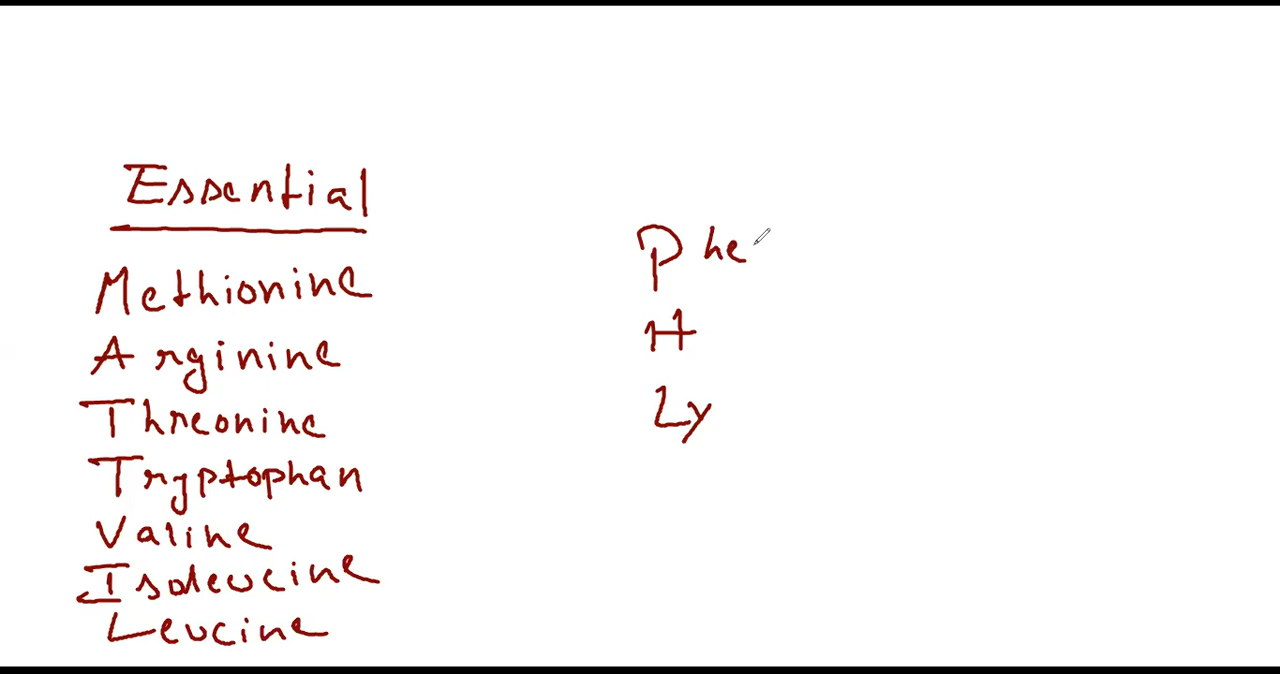 Essential
Methionine
Arginine
Threonine
Tryptophan
Valine
Isoleucine
Leucine
Phe
H
Ly